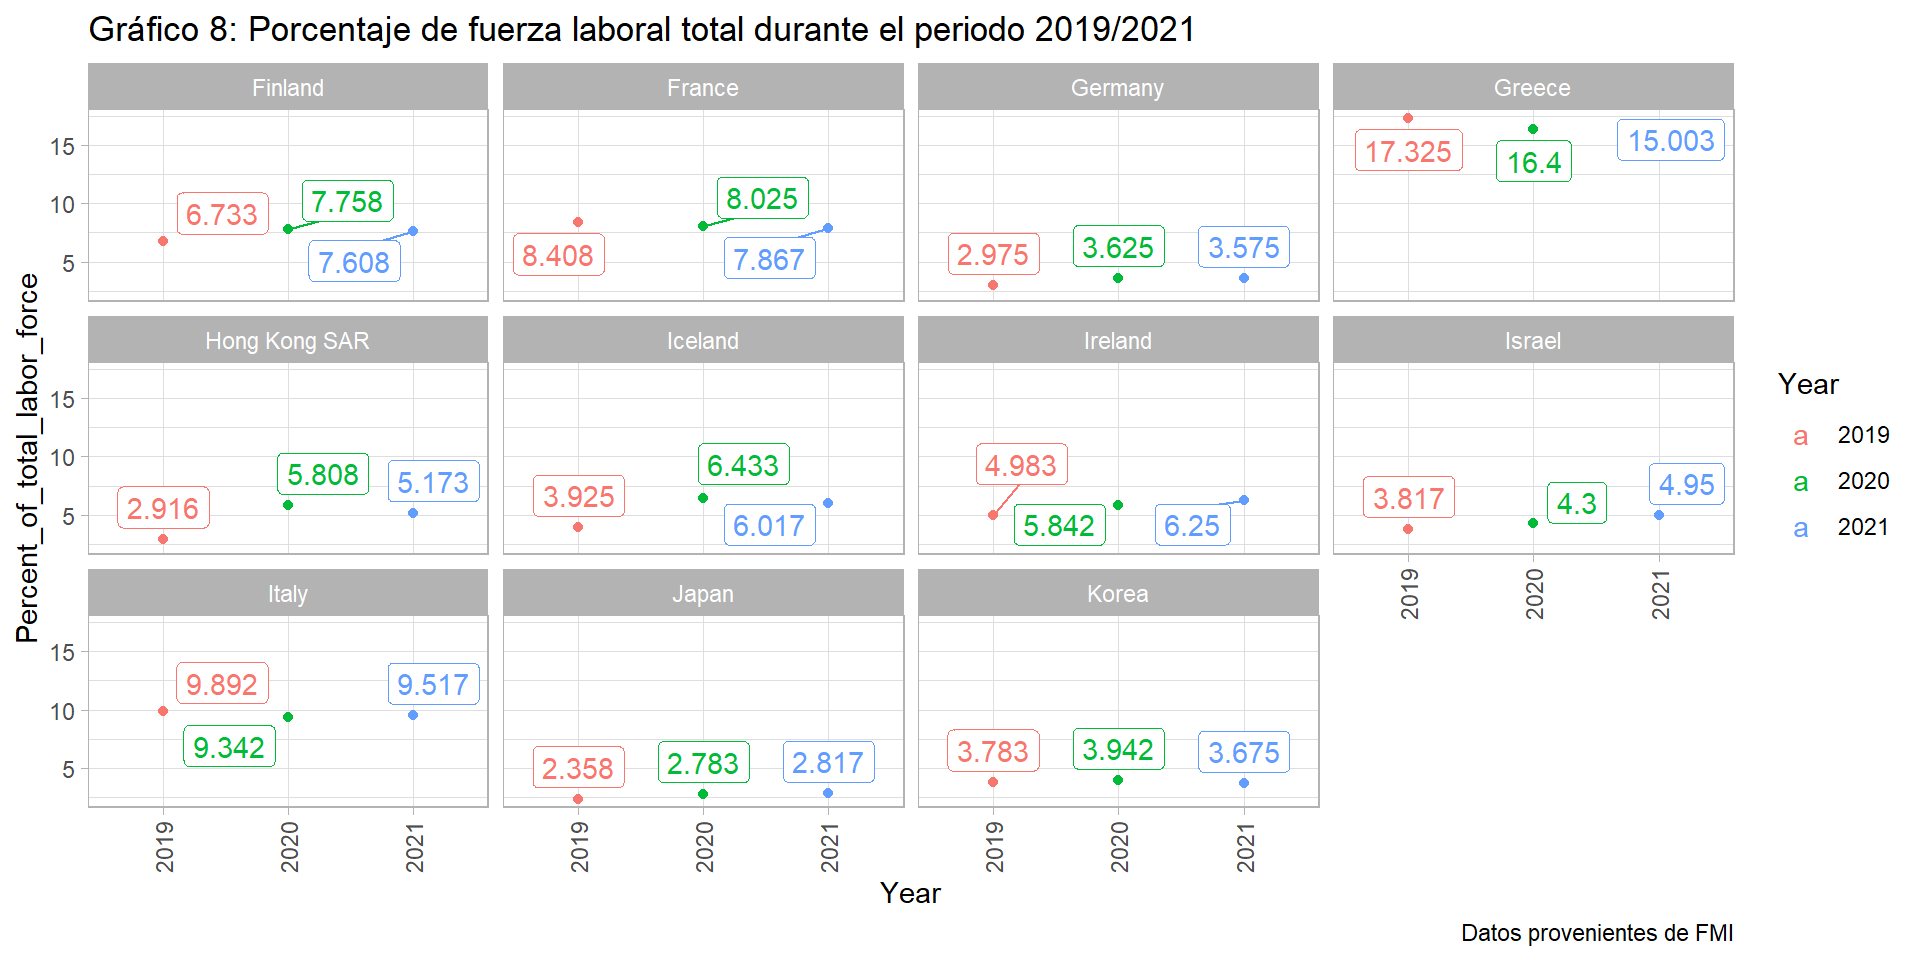 Gráfico 8: Porcentaje de fuerza laboral total durante el periodo 2019/2021
Percent_of_total_labor_force
Finland
15
10
5
6.733
7.758
7.608
France
8.408
8.025
7.867
Germany
2.975
3.625
3.575
Greece
17.325
16.4
15.003
Hong Kong SAR
15
10
5
2.916
5.808
5.173
Iceland
3.925
6.433
6.017
Ireland
4.983
5.842
6.25
Israel
3.817
4.3
4.95
2019
2020
2021
Italy
15
10
5
9.892
9.342
9.517
2019
2020
2021
Japan
2.358
2.783
2.817
2019
2020
2021
Korea
3.783
3.942
3.675
2019
2020
2021
Year
Year
a 2019
a 2020
a 2021
Datos provenientes de FMI